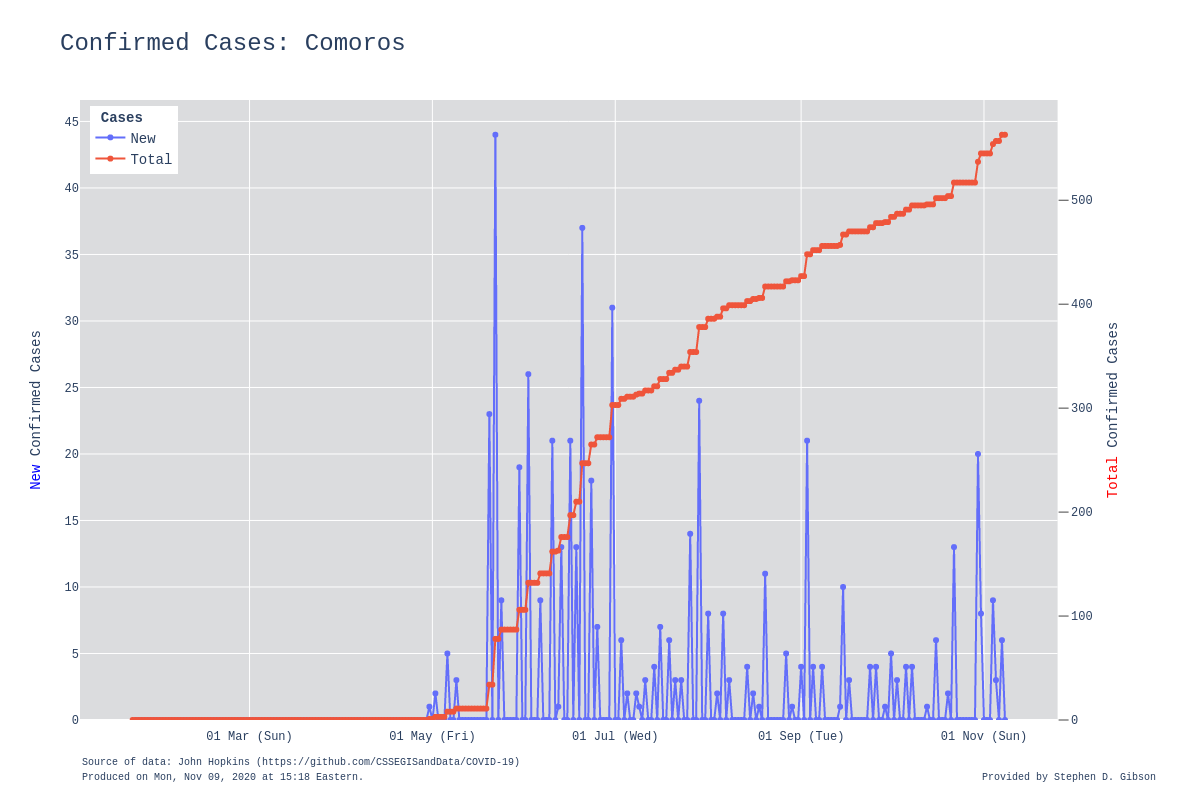 Confirmed Cases: Comoros
Cases
New
Total
45
40
35
30
25
20
15
10
5
0
New Confirmed Cases
500
400
300
200
100
0
Total Confirmed Cases
01 Mar (Sun) 01 May (Fri) 01 Jul (Wed) 01 Sep (Tue) 01 Nov (Sun)
Source of data: John Hopkins (https://github.com/CSSEGISandData/COVID-19)
Produced on Mon, Nov 09, 2020 at 15:18 Eastern.
Provided by Stephen D. Gibson